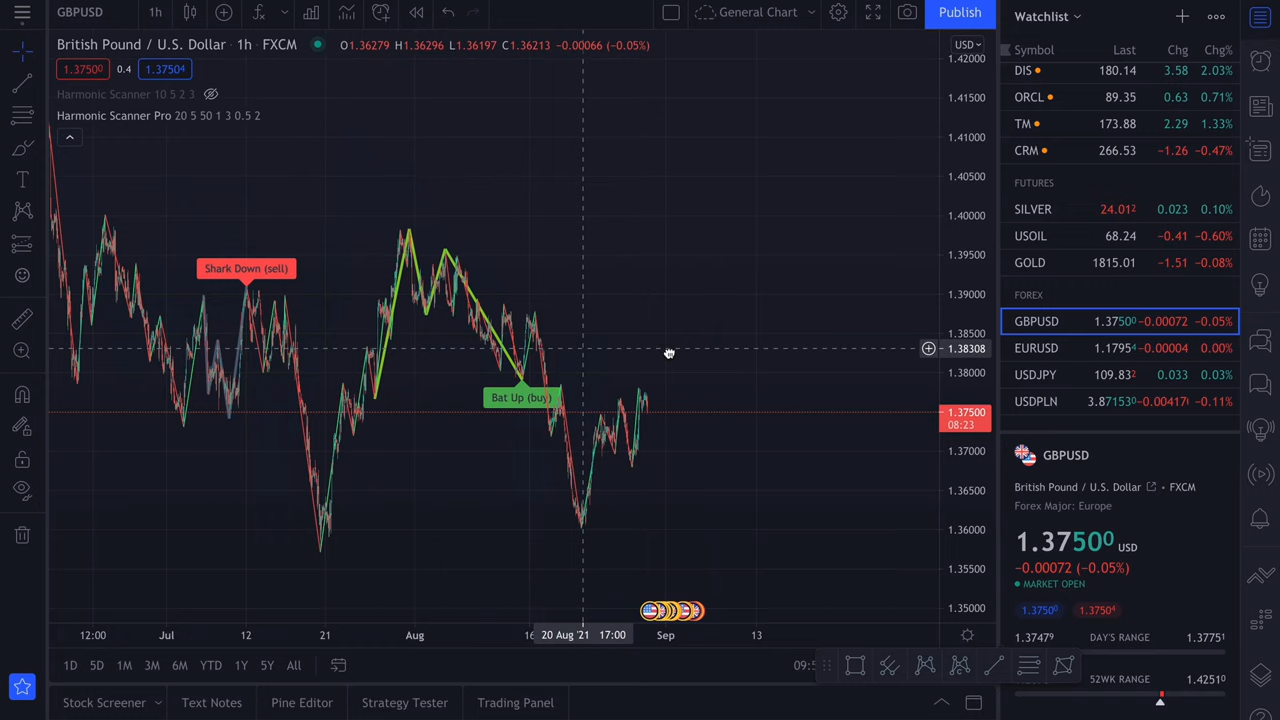 GBPUSD 1h General Chart Publish
British Pound / U.S. Dollar · 1h · FXCM O1.36279 H1.36296 L1.36197 C1.36213 −0.00066 (−0.05%)
1.37500 0.4 1.37504
Harmonic Scanner 10 5 2 3
Harmonic Scanner Pro 20 5 50 1 3 0.5 2
Shark Down (sell)
Bat Up (buy)
USD
1.42000
1.41500
1.41000
1.40500
1.40000
1.39500
1.39000
1.38500
1.38308
1.38000
1.37500
08:23
1.37000
1.36500
1.36000
1.35500
1.35000
12:00 Jul 12 21 Aug 16 20 Aug '21 17:00 Sep 13
1D 5D 1M 3M 6M YTD 1Y 5Y All
Stock Screener Text Notes Pine Editor Strategy Tester Trading Panel
Watchlist
Symbol Last Chg Chg%
DIS 180.14 3.58 2.03%
ORCL 89.35 0.63 0.71%
TM 173.88 2.29 1.33%
CRM 266.53 −1.26 −0.47%
FUTURES
SILVER 24.012 0.023 0.10%
USOIL 68.24 −0.41 −0.60%
GOLD 1815.01 −1.51 −0.08%
FOREX
GBPUSD 1.37500 −0.00072 −0.05%
EURUSD 1.17954 −0.00004 0.00%
USDJPY 109.832 0.033 0.03%
USDPLN 3.87153 −0.00417 −0.11%
GBPUSD
British Pound / U.S. Dollar • FXCM
Forex Major: Europe
1.37500 USD
−0.00072 (−0.05%)
MARKET OPEN
1.37500 1.37504
1.37479 DAY'S RANGE 1.37751
52WK RANGE 1.42510